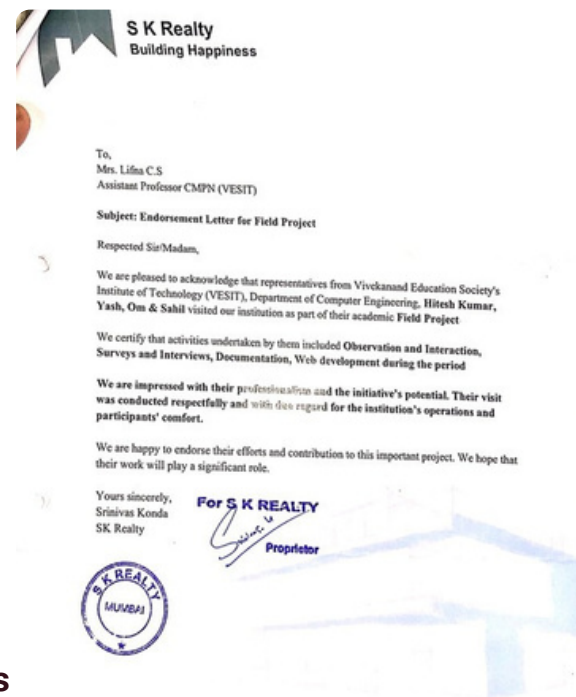 S K Realty
Building Happiness
To,
Mrs. Lifna C.S
Assistant Professor CMPN (VESIT)
Subject: Endorsement Letter for Field Project
Respected Sir/Madam,
We are pleased to acknowledge that representatives from Vivekanand Education Society's
Institute of Technology (VESIT), Department of Computer Engineering, Hitesh Kumar,
Yash, Om & Sahil visited our institution as part of their academic Field Project
We certify that activities undertaken by them included Observation and Interaction,
Surveys and Interviews, Documentation, Web development during the period
We are impressed with their professionalism and the initiative's potential. Their visit
was conducted respectfully and with due regard for the institution's operations and
participants' comfort.
We are happy to endorse their efforts and contribution to this important project. We hope that
their work will play a significant role.
Yours sincerely,
Srinivas Konda
SK Realty
For S K REALTY
Proprietor
S K REALTY
MUMBAI
s